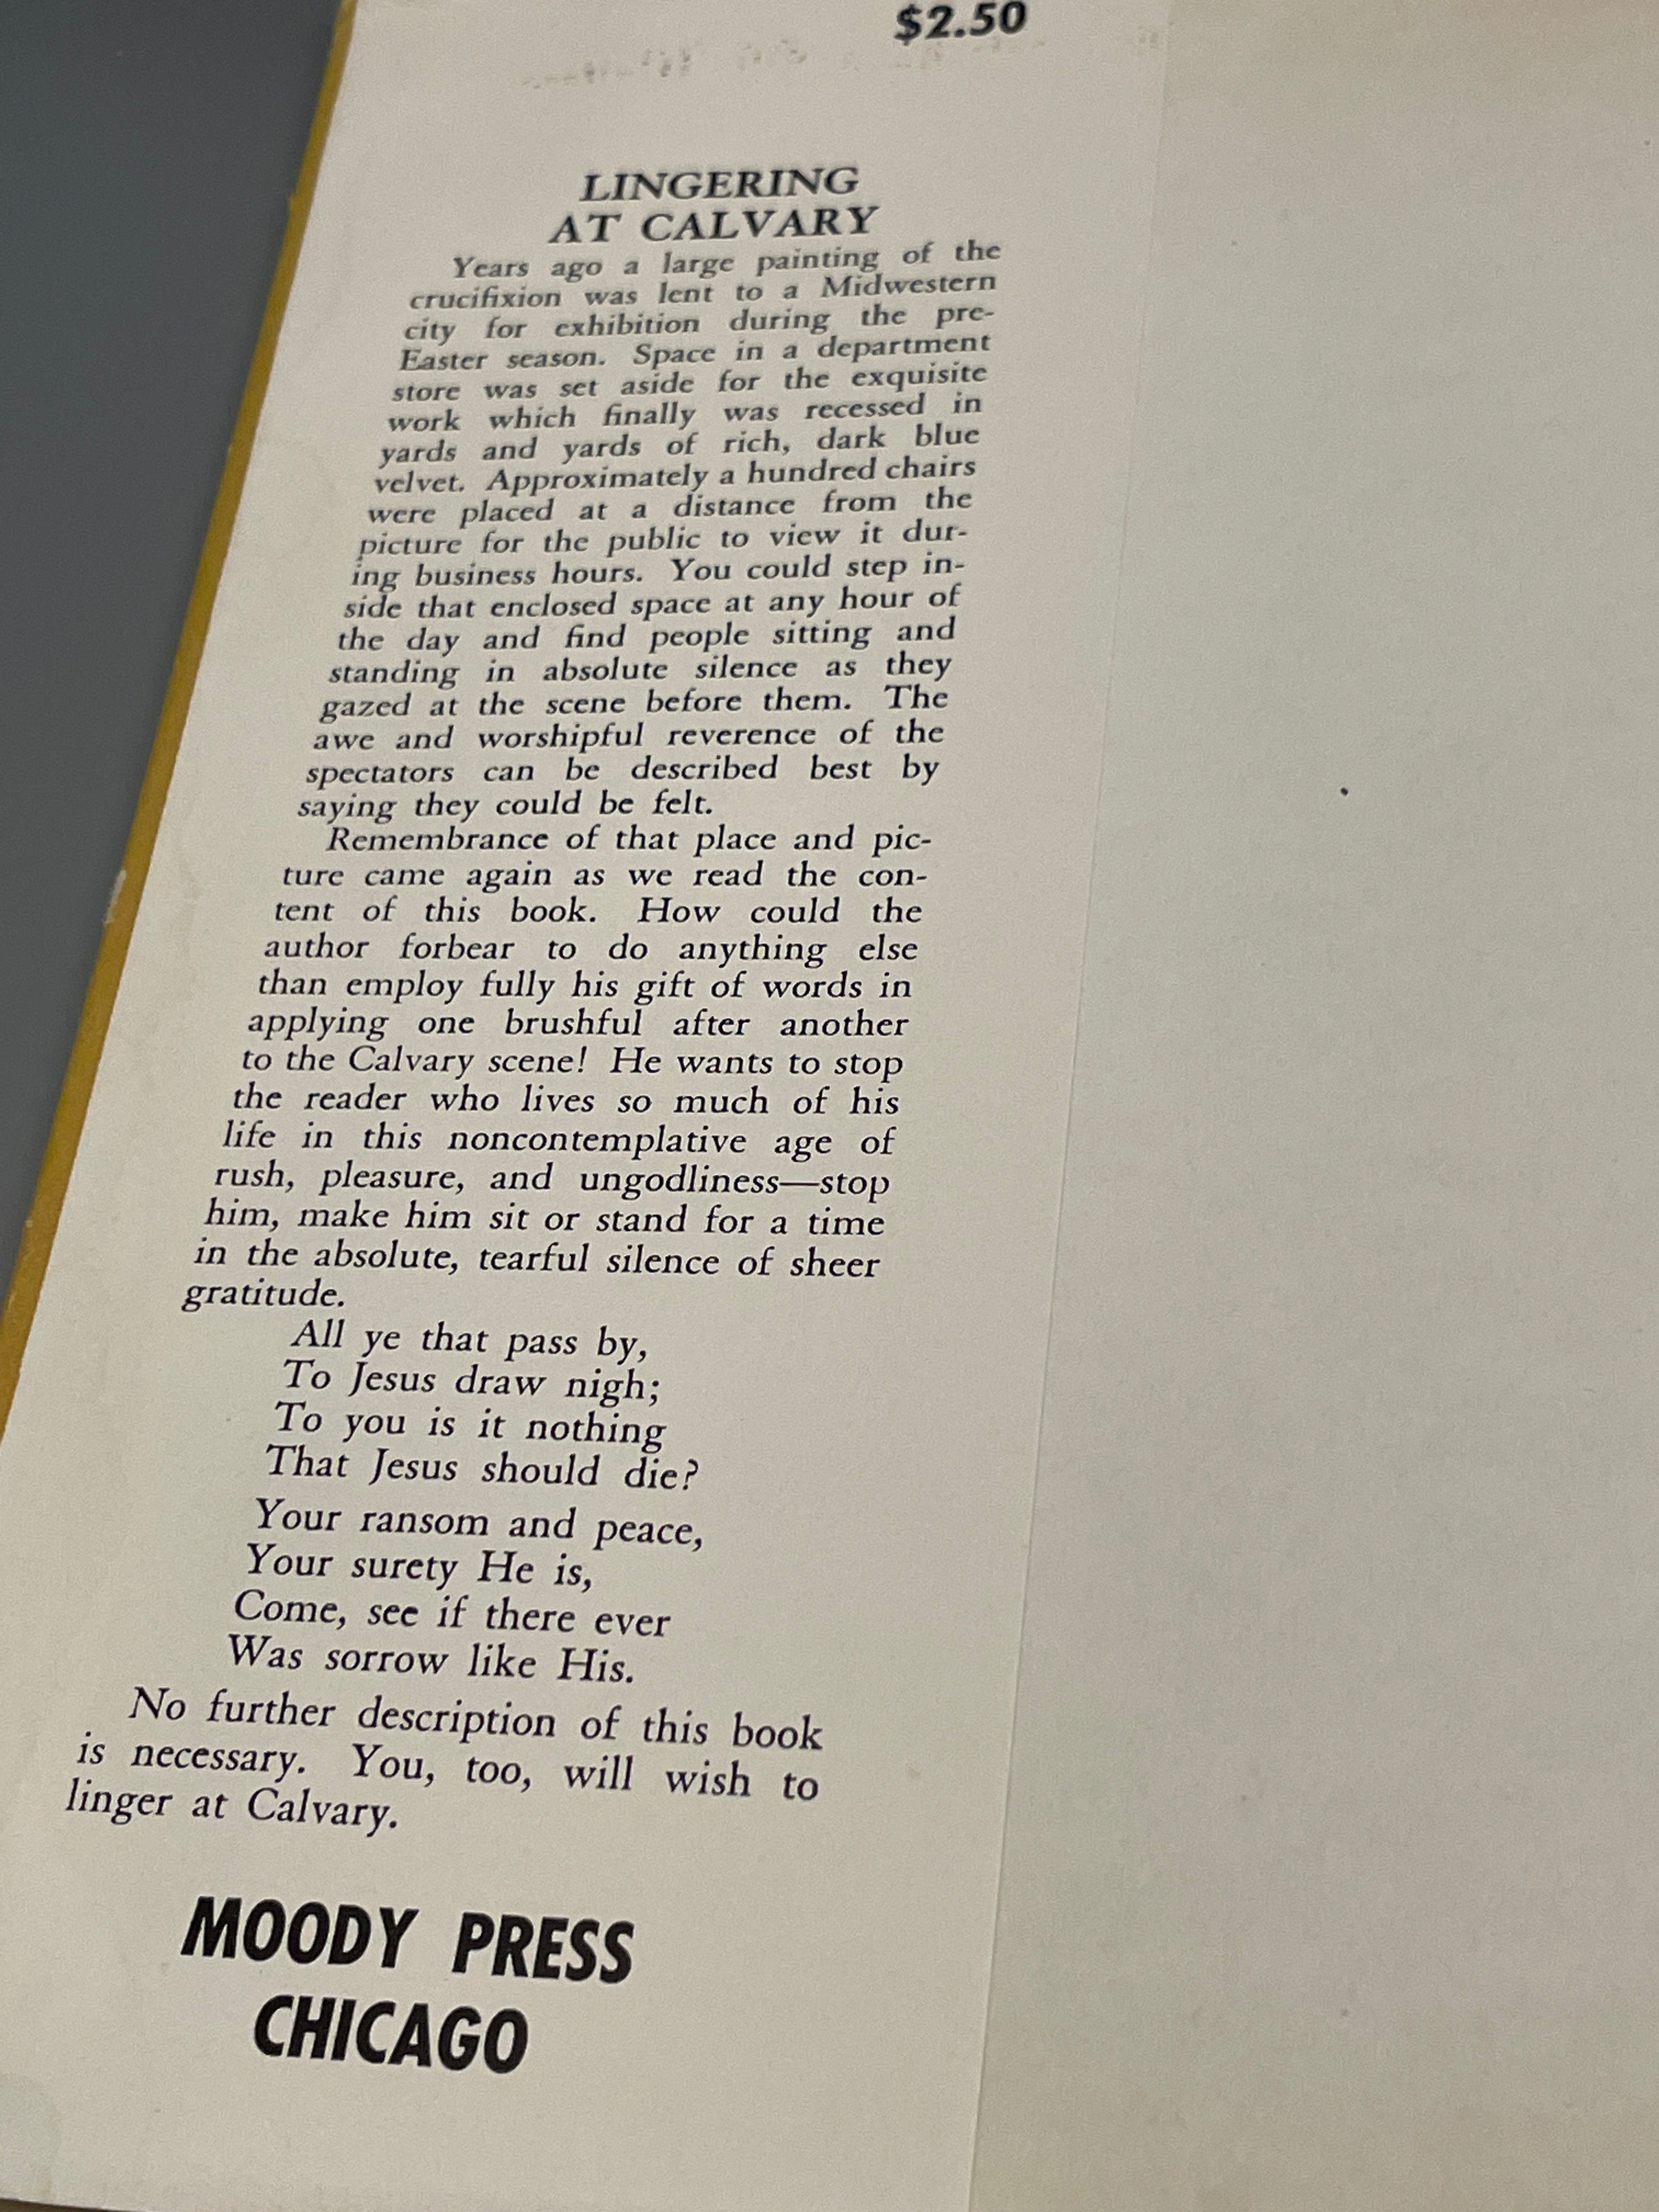 $2.50
LINGERING
AT CALVARY
Years ago a large painting of the
crucifixion was lent to a Midwestern
city for exhibition during the pre-
Easter season. Space in a department
store was set aside for the exquisite
work which finally was recessed in
yards and yards of rich, dark blue
velvet. Approximately a hundred chairs
were placed at a distance from the
picture for the public to view it dur-
ing business hours. You could step in-
side that enclosed space at any hour of
the day and find people sitting and
standing in absolute silence as they
gazed at the scene before them. The
awe and worshipful reverence of the
spectators can be described best by
saying they could be felt.
Remembrance of that place and pic-
ture came again as we read the con-
tent of this book. How could the
author forbear to do anything else
than employ fully his gift of words in
applying one brushful after another
to the Calvary scene! He wants to stop
the reader who lives so much of his
life in this noncontemplative age of
rush, pleasure, and ungodliness—stop
him, make him sit or stand for a time
in the absolute, tearful silence of sheer
gratitude.
All ye that pass by,
To Jesus draw nigh;
To you is it nothing
That Jesus should die?
Your ransom and peace,
Your surety He is,
Come, see if there ever
Was sorrow like His.
No further description of this book
is necessary. You, too, will wish to
linger at Calvary.
MOODY PRESS
CHICAGO